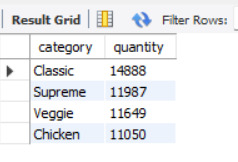 Result Grid Filter Rows:
category quantity
Classic 14888
Supreme 11987
Veggie 11649
Chicken 11050